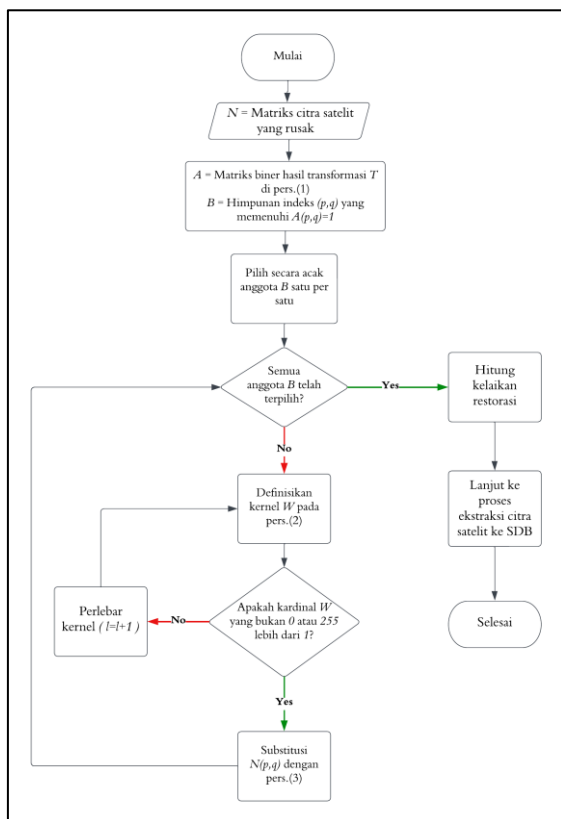 Mulai
N = Matriks citra satelit
yang rusak
A = Matriks biner hasil transformasi T
di pers.(1)
B = Himpunan indeks (p,q) yang
memenuhi A(p,q)=1
Pilih secara acak
anggota B satu per
satu
Semua
anggota B telah
terpilih?
Yes
Hitung
kelaikan
restorasi
No
Definisikan
kernel W pada
pers.(2)
Lanjut ke
proses
ekstraksi citra
satelit ke SDB
Perlebar
kernel ( l=l+1 )
No
Apakah kardinal W
yang bukan 0 atau 255
lebih dari 1?
Selesai
Yes
Substitusi
N(p,q) dengan
pers.(3)